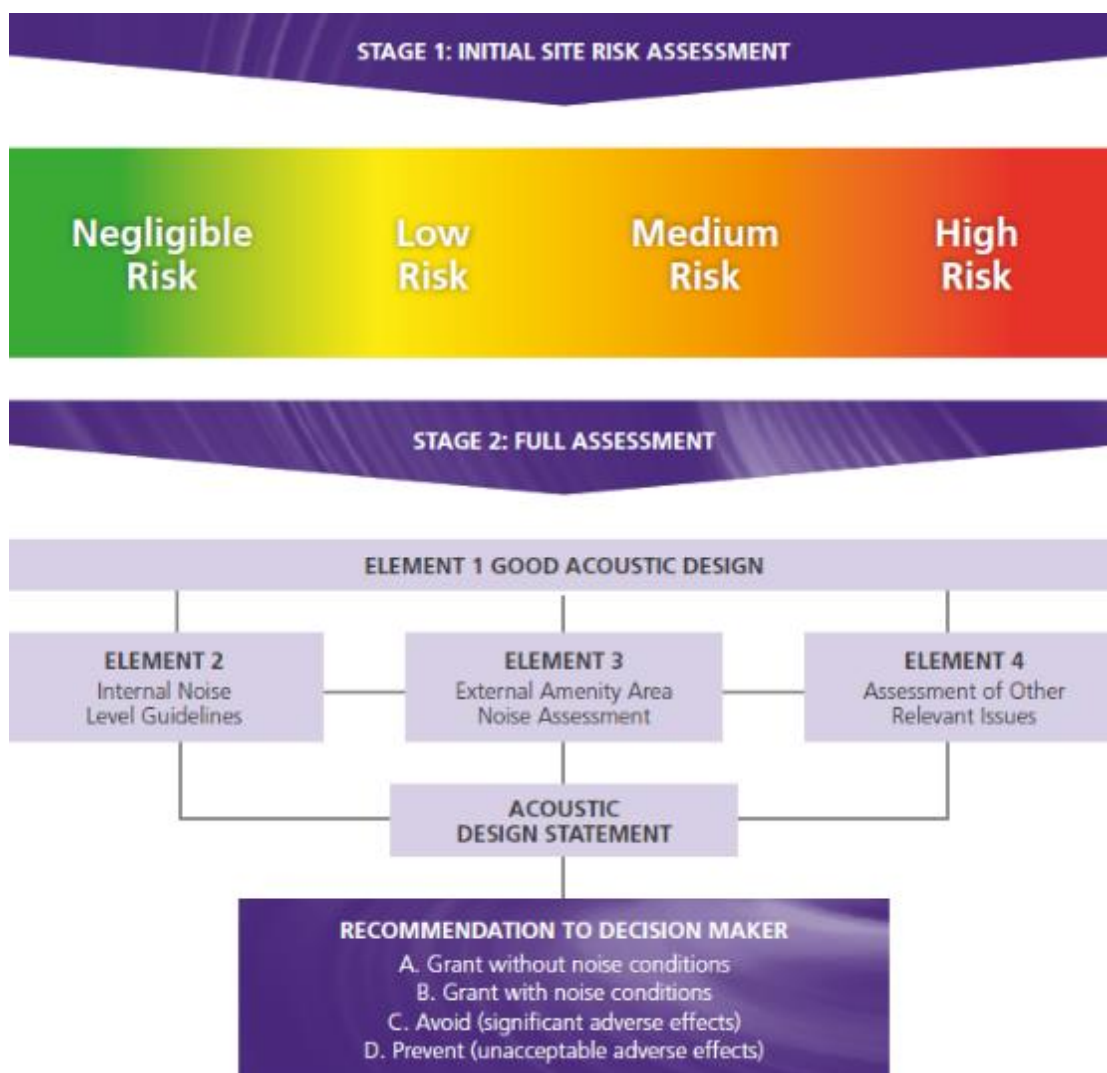 STAGE 1: INITIAL SITE RISK ASSESSMENT
Negligible
Risk
Low
Risk
Medium
Risk
High
Risk
STAGE 2: FULL ASSESSMENT
ELEMENT 1 GOOD ACOUSTIC DESIGN
ELEMENT 2
Internal Noise
Level Guidelines
ELEMENT 3
External Amenity Area
Noise Assessment
ELEMENT 4
Assessment of Other
Relevant Issues
ACOUSTIC
DESIGN STATEMENT
RECOMMENDATION TO DECISION MAKER
A. Grant without noise conditions
B. Grant with noise conditions
C. Avoid (significant adverse effects)
D. Prevent (unacceptable adverse effects)